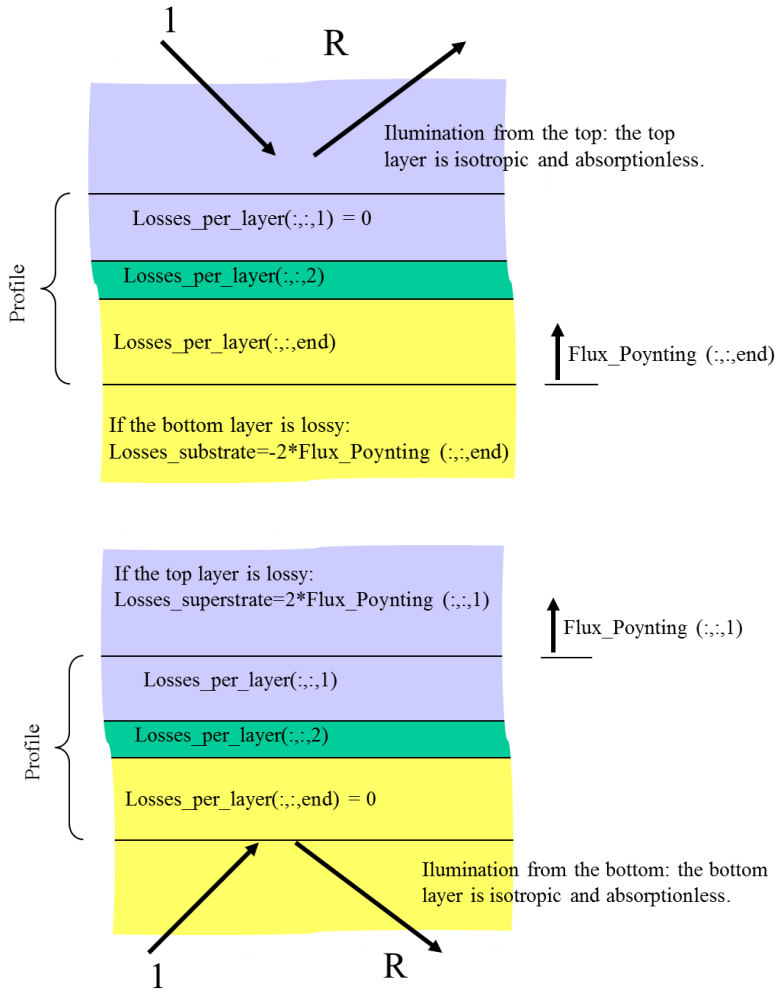 1
R
Ilumination from the top: the top
layer is isotropic and absorptionless.
Losses_per_layer(:,:,1) = 0
Losses_per_layer(:,:,2)
Profile
Losses_per_layer(:,:,end)
Flux_Poynting (:,:,end)
If the bottom layer is lossy:
Losses_substrate=-2*Flux_Poynting (:,:,end)
If the top layer is lossy:
Losses_superstrate=2*Flux_Poynting (:,:,1)
Flux_Poynting (:,:,1)
Losses_per_layer(:,:,1)
Losses_per_layer(:,:,2)
Profile
Losses_per_layer(:,:,end) = 0
Ilumination from the bottom: the bottom
layer is isotropic and absorptionless.
1
R